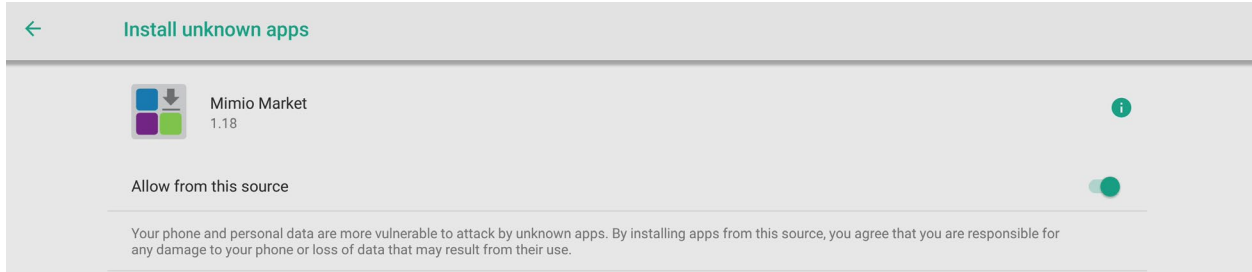 Install unknown apps
Mimio Market
1.18
Allow from this source
Your phone and personal data are more vulnerable to attack by unknown apps. By installing apps from this source, you agree that you are responsible for
any damage to your phone or loss of data that may result from their use.